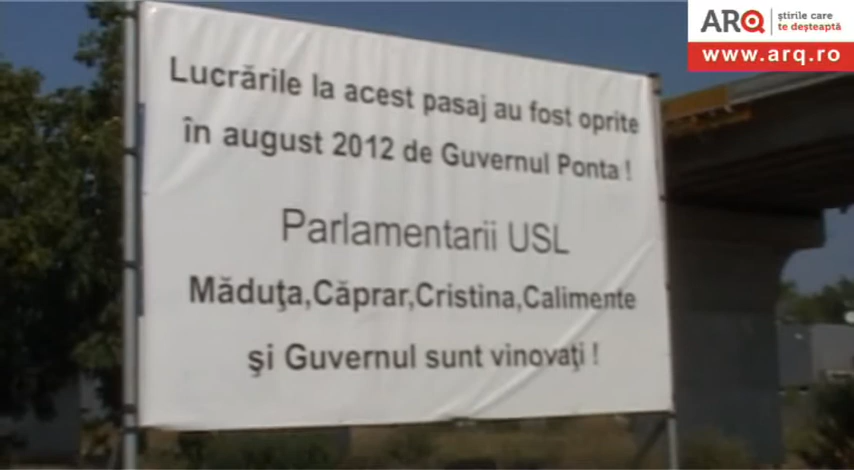 ARQ
știrile care
te deșteaptă
www.arq.ro
Lucrările la acest pasaj au fost oprite
în august 2012 de Guvernul Ponta !
Parlamentarii USL
Măduţa,Căprar,Cristina,Calimente
şi Guvernul sunt vinovaţi !